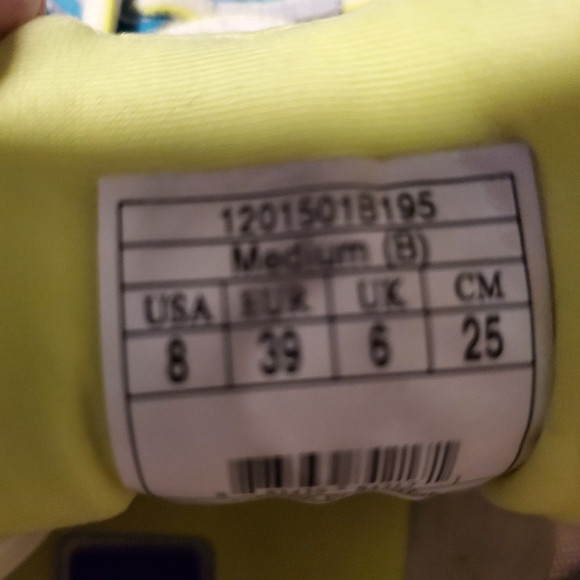 1201501B195
Medium (B)
USA EUR UK CM
8 39 6 25